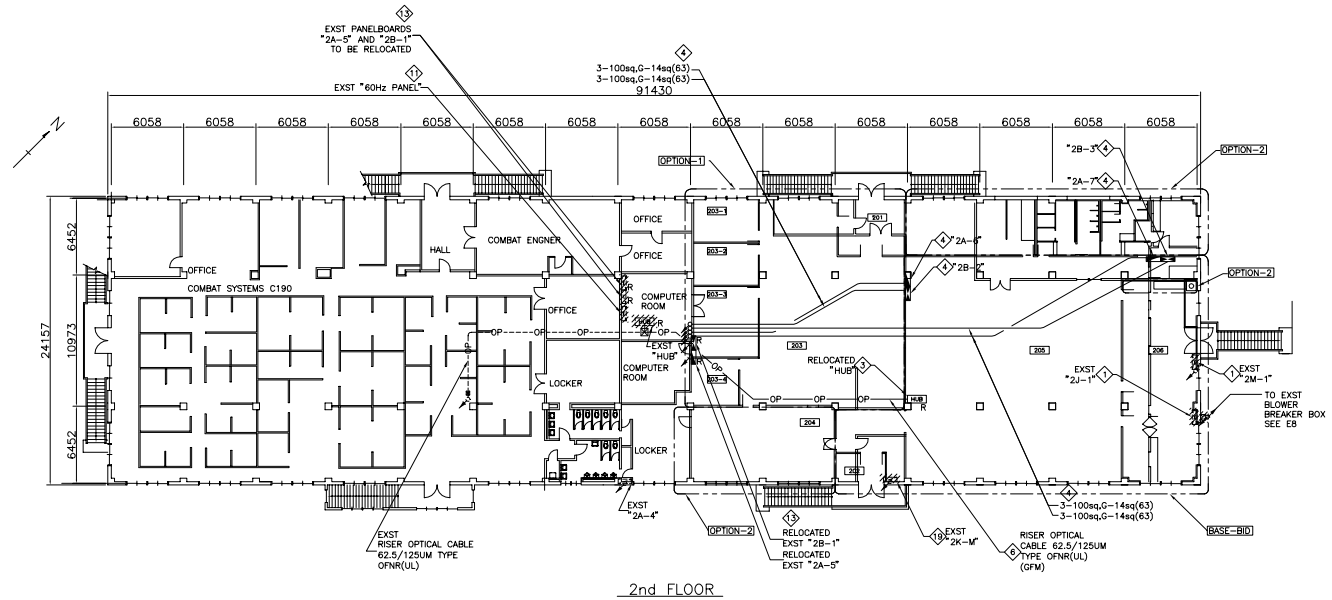 13
EXST PANELBOARDS
"2A-5" AND "2B-1"
TO BE RELOCATED
11
EXST "60Hz PANEL"
4
3-100sq,G-14sq(63)
3-100sq,G-14sq(63)
91430
6058 6058 6058 6058 6058 6058 6058 6058 6058 6058 6058 6058 6058 6058 6058
N
"2B-3" 4
OPTION-2
OPTION-1
"2A-7" 4
24157
6452
10973
6452
203-1
201
OFFICE
HALL
COMBAT ENGNER
OFFICE
OFFICE
203-2
4 "2A-6"
4 "2B-2"
OPTION-2
COMBAT SYSTEMS C190
OFFICE
COMPUTER
ROOM
203-3
R
R
HUB
R
OP OP OP OP OP
OP
EXST
"HUB"
R
R
COMPUTER
ROOM
203
205
206
RELOCATED
"HUB" 3
EXST
"2J-1" 1
1 EXST
"2M-1"
LOCKER
203-4
OP
OP OP OP
HUB
R
TO EXST
BLOWER
BREAKER BOX
SEE E8
204
LOCKER
202
EXST
"2A-4"
4
3-100sq,G-14sq(63)
3-100sq,G-14sq(63)
OPTION-2
13
RELOCATED
EXST "2B-1"
RELOCATED
EXST "2A-5"
19 EXST
"2K-M"
6
RISER OPTICAL
CABLE 62.5/125UM
TYPE
OFNR(UL)
(GFM)
BASE-BID
EXST
RISER OPTICAL CABLE
62.5/125UM TYPE
OFNR(UL)
2nd FLOOR